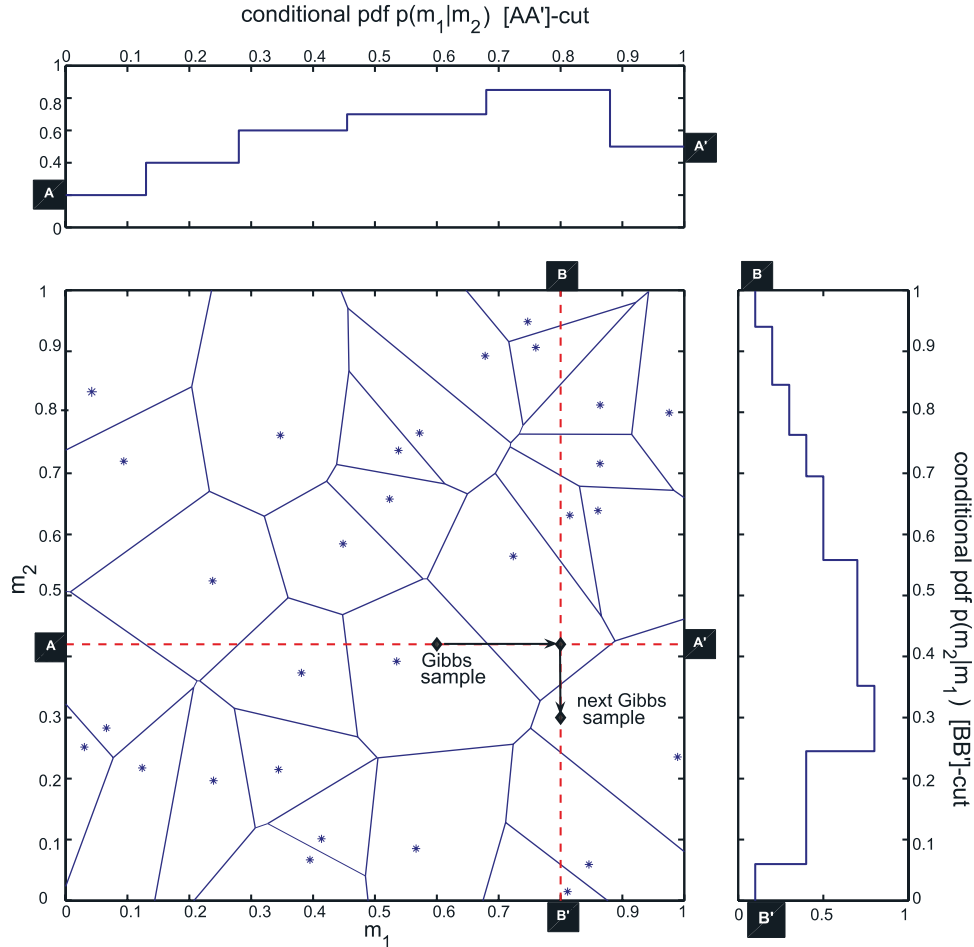 conditional pdf p(m1|m2) [AA']-cut
0 0.1 0.2 0.3 0.4 0.5 0.6 0.7 0.8 0.9 1
1
0.8
0.6
0.4
0
A
A'
B
B
1
0.9
0.8
0.7
0.6
0.5
0.4
0.3
0.2
0.1
0
m2
A
A'
Gibbs
sample
next Gibbs
sample
0 0.1 0.2 0.3 0.4 0.5 0.6 0.7 B' 0.9 1
m1
1
0.9
0.8
0.7
0.6
0.5
0.4
0.3
0.2
0.1
0
0 B' 0.5 1
conditional pdf p(m2|m1) [BB']-cut